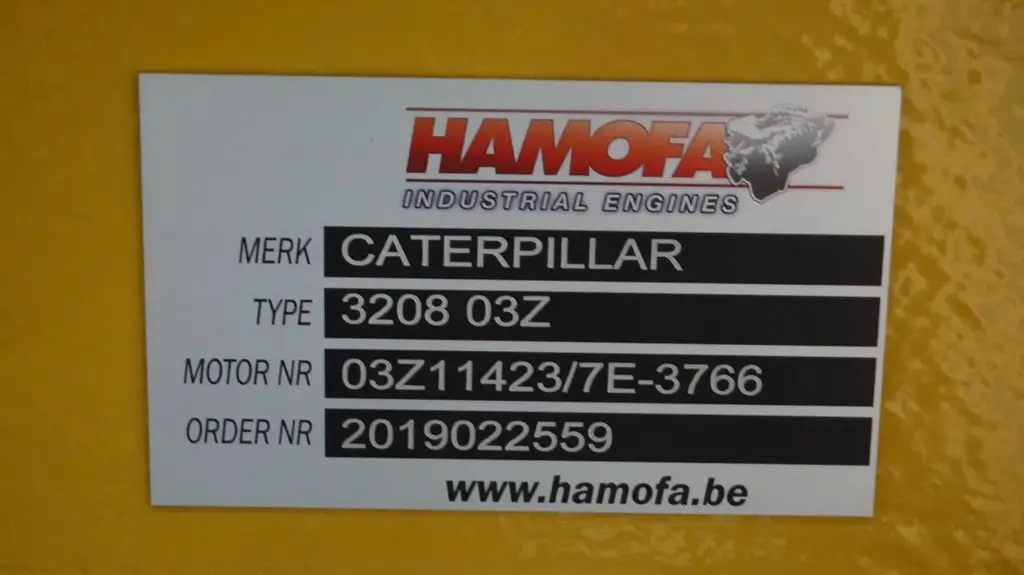 HAMOFA
INDUSTRIAL ENGINES
MERK CATERPILLAR
TYPE 3208 03Z
MOTOR NR 03Z11423/7E-3766
ORDER NR 2019022559
www.hamofa.be